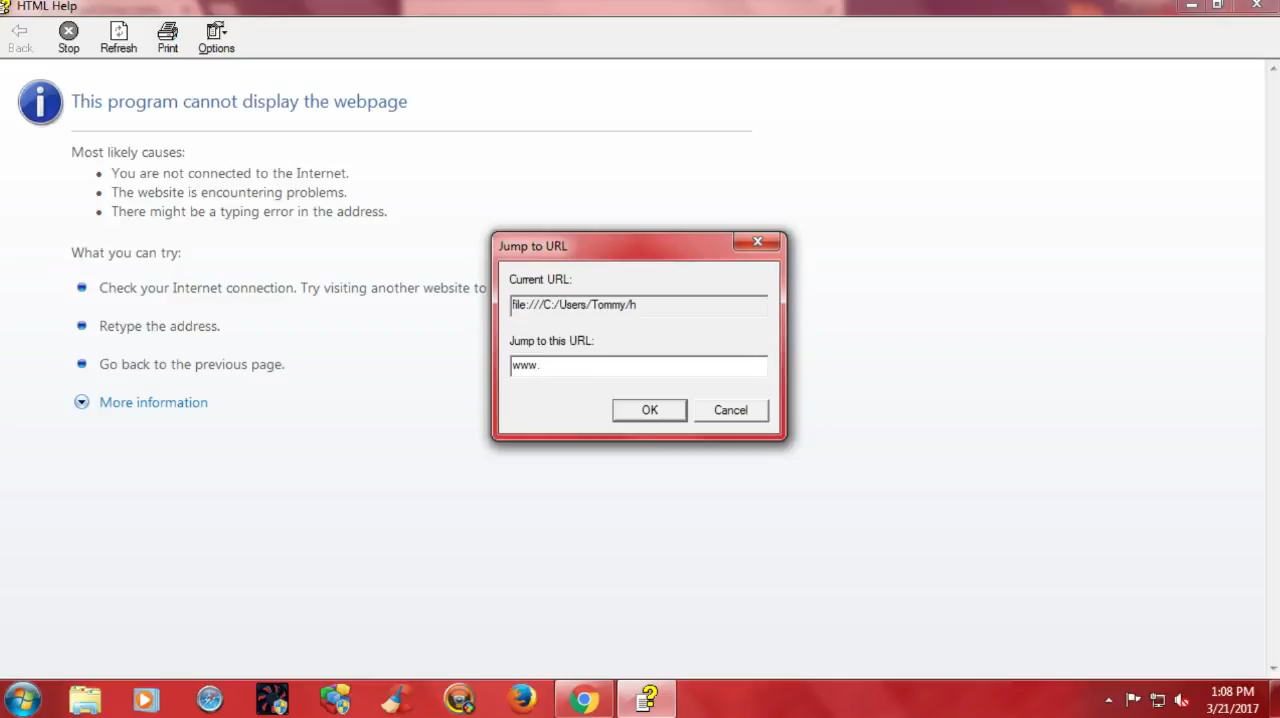 HTML Help
Back Stop Refresh Print Options
This program cannot display the webpage
Most likely causes:
You are not connected to the Internet.
The website is encountering problems.
There might be a typing error in the address.
What you can try:
Check your Internet connection. Try visiting another website to
Retype the address.
Go back to the previous page.
More information
Jump to URL
Current URL:
file:///C:/Users/Tommy/h
Jump to this URL:
www.
OK Cancel
1:08 PM
3/21/2017